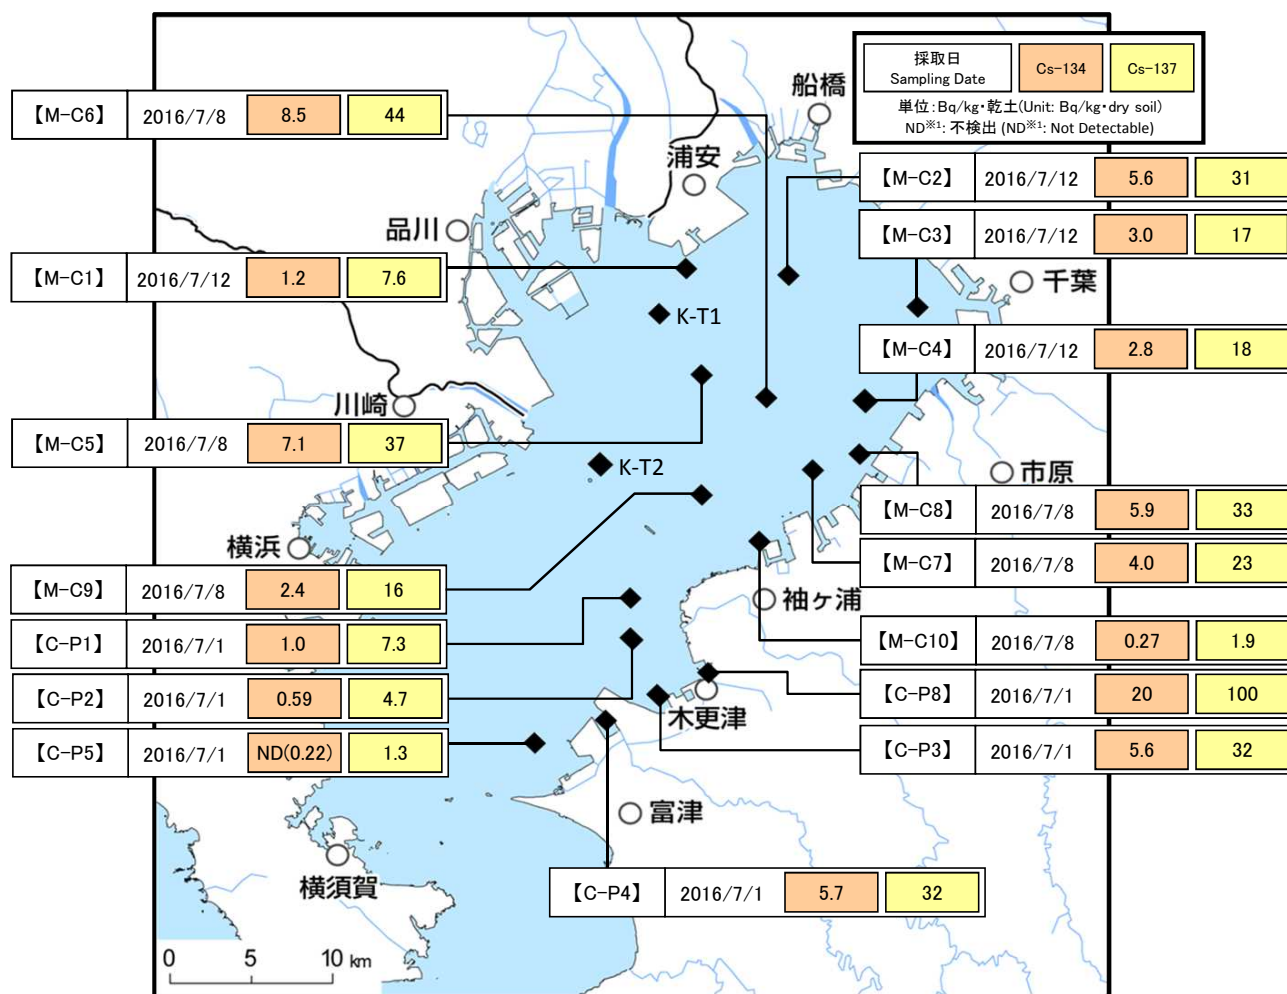 採取日
Sampling Date
Cs-134
Cs-137
単位:Bq/kg・乾土(Unit: Bq/kg・dry soil)
ND※1: 不検出 (ND※1: Not Detectable)
【M-C6】 2016/7/8 8.5 44
【M-C1】 2016/7/12 1.2 7.6
【M-C5】 2016/7/8 7.1 37
【M-C9】 2016/7/8 2.4 16
【C-P1】 2016/7/1 1.0 7.3
【C-P2】 2016/7/1 0.59 4.7
【C-P5】 2016/7/1 ND(0.22) 1.3
船橋
浦安
品川
千葉
K-T1
川崎
K-T2
市原
横浜
袖ヶ浦
木更津
富津
横須賀
【M-C2】 2016/7/12 5.6 31
【M-C3】 2016/7/12 3.0 17
【M-C4】 2016/7/12 2.8 18
【M-C8】 2016/7/8 5.9 33
【M-C7】 2016/7/8 4.0 23
【M-C10】 2016/7/8 0.27 1.9
【C-P8】 2016/7/1 20 100
【C-P3】 2016/7/1 5.6 32
【C-P4】 2016/7/1 5.7 32
0 5 10 km